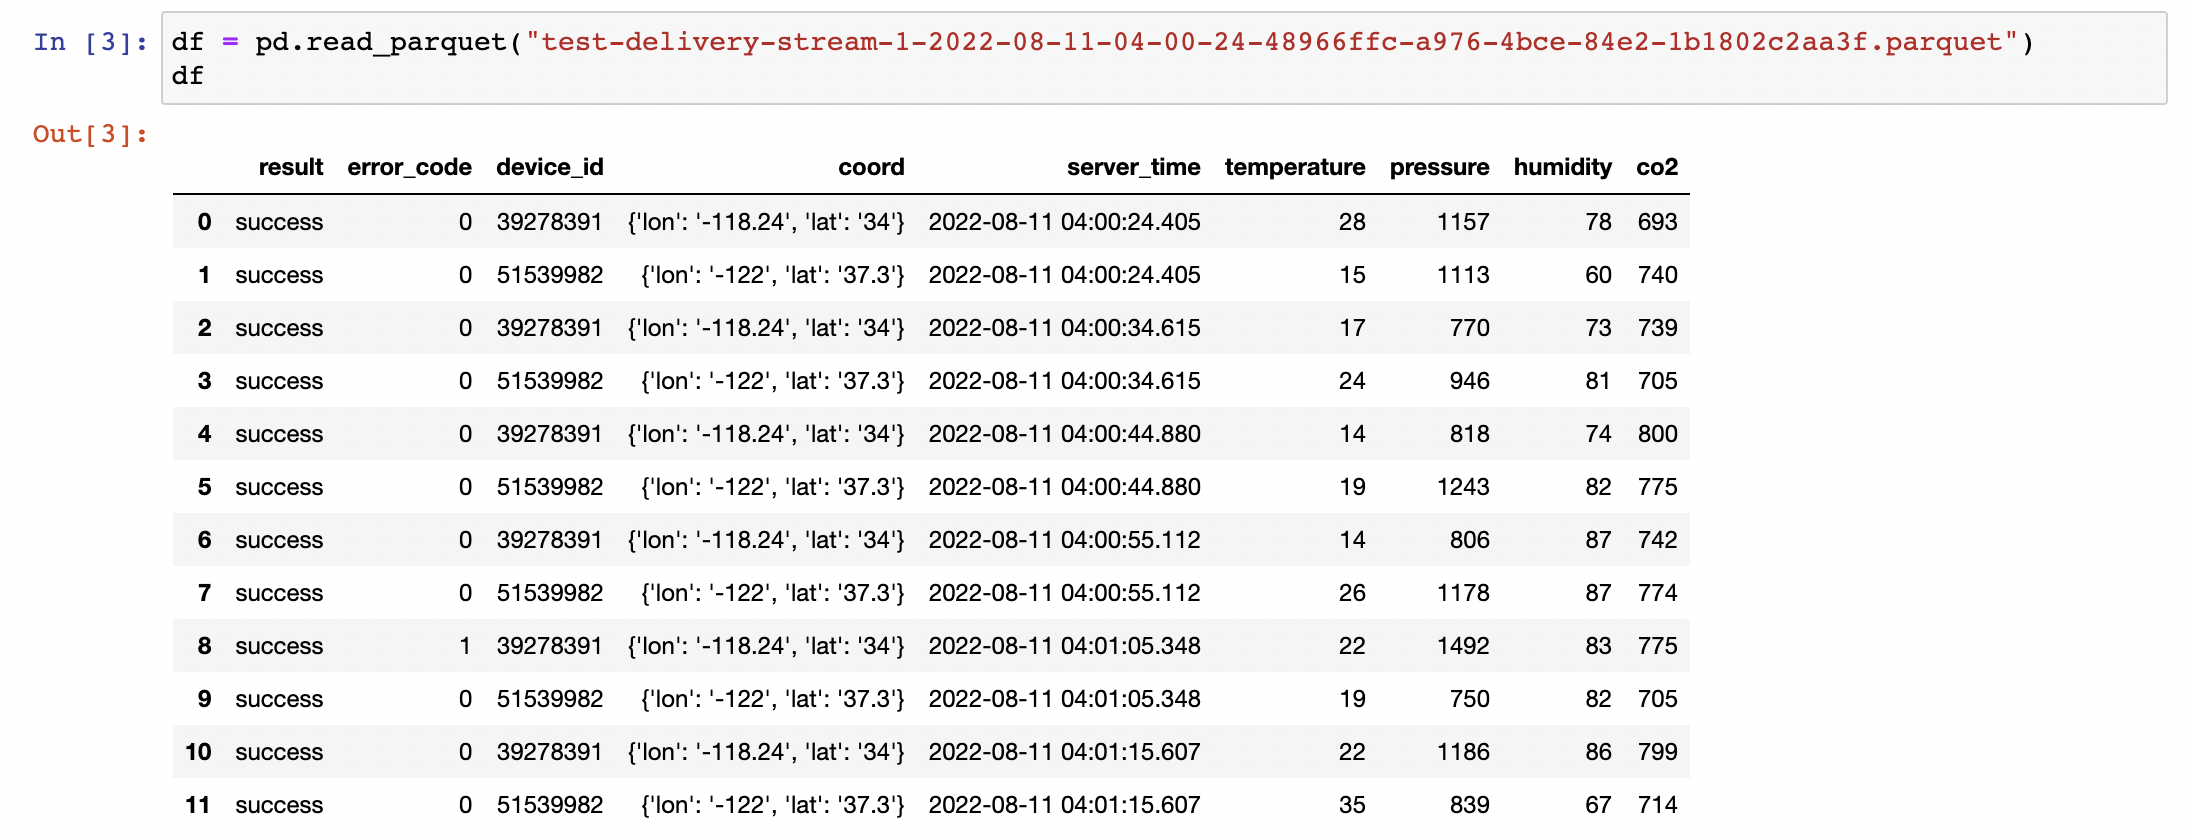 In [3]: df = pd.read_parquet("test-delivery-stream-1-2022-08-11-04-00-24-48966ffc-a976-4bce-84e2-1b1802c2aa3f.parquet")
df
Out[3]:
result error_code device_id coord server_time temperature pressure humidity co2
0 success 0 39278391 {'lon': '-118.24', 'lat': '34'} 2022-08-11 04:00:24.405 28 1157 78 693
1 success 0 51539982 {'lon': '-122', 'lat': '37.3'} 2022-08-11 04:00:24.405 15 1113 60 740
2 success 0 39278391 {'lon': '-118.24', 'lat': '34'} 2022-08-11 04:00:34.615 17 770 73 739
3 success 0 51539982 {'lon': '-122', 'lat': '37.3'} 2022-08-11 04:00:34.615 24 946 81 705
4 success 0 39278391 {'lon': '-118.24', 'lat': '34'} 2022-08-11 04:00:44.880 14 818 74 800
5 success 0 51539982 {'lon': '-122', 'lat': '37.3'} 2022-08-11 04:00:44.880 19 1243 82 775
6 success 0 39278391 {'lon': '-118.24', 'lat': '34'} 2022-08-11 04:00:55.112 14 806 87 742
7 success 0 51539982 {'lon': '-122', 'lat': '37.3'} 2022-08-11 04:00:55.112 26 1178 87 774
8 success 1 39278391 {'lon': '-118.24', 'lat': '34'} 2022-08-11 04:01:05.348 22 1492 83 775
9 success 0 51539982 {'lon': '-122', 'lat': '37.3'} 2022-08-11 04:01:05.348 19 750 82 705
10 success 0 39278391 {'lon': '-118.24', 'lat': '34'} 2022-08-11 04:01:15.607 22 1186 86 799
11 success 0 51539982 {'lon': '-122', 'lat': '37.3'} 2022-08-11 04:01:15.607 35 839 67 714